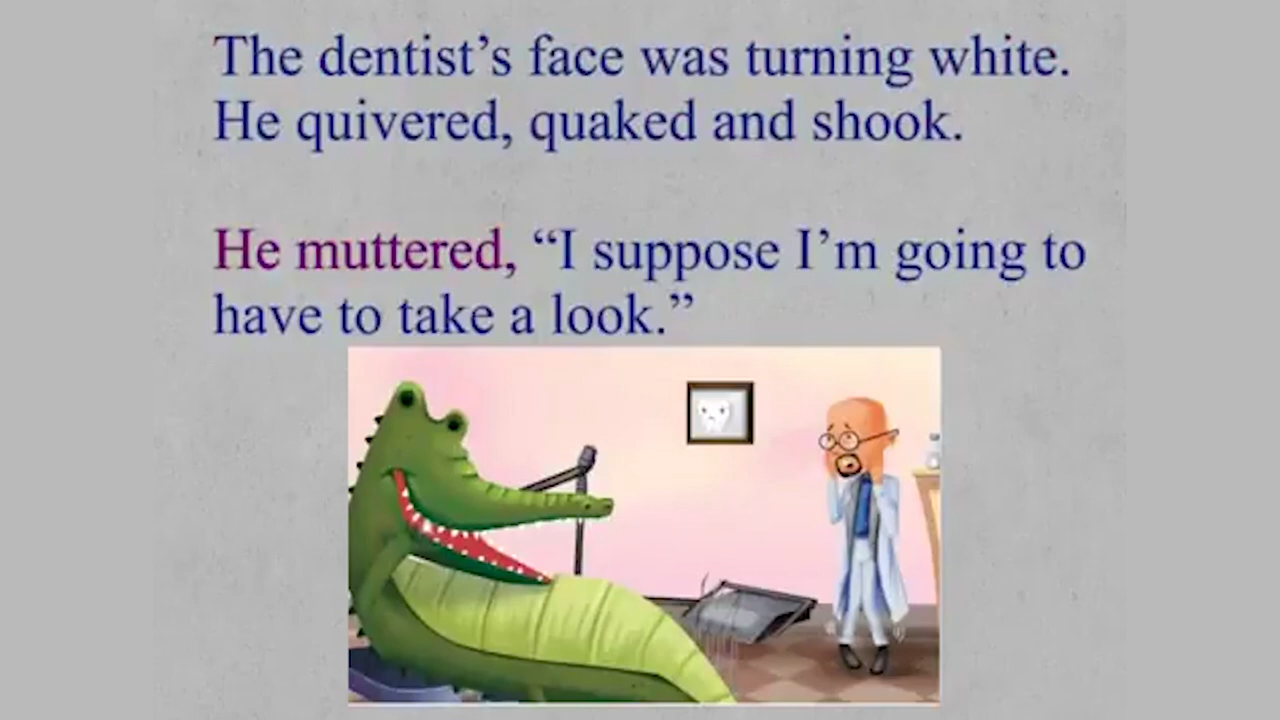 The dentist’s face was turning white.
He quivered, quaked and shook.
He muttered, “I suppose I’m going to
have to take a look.”